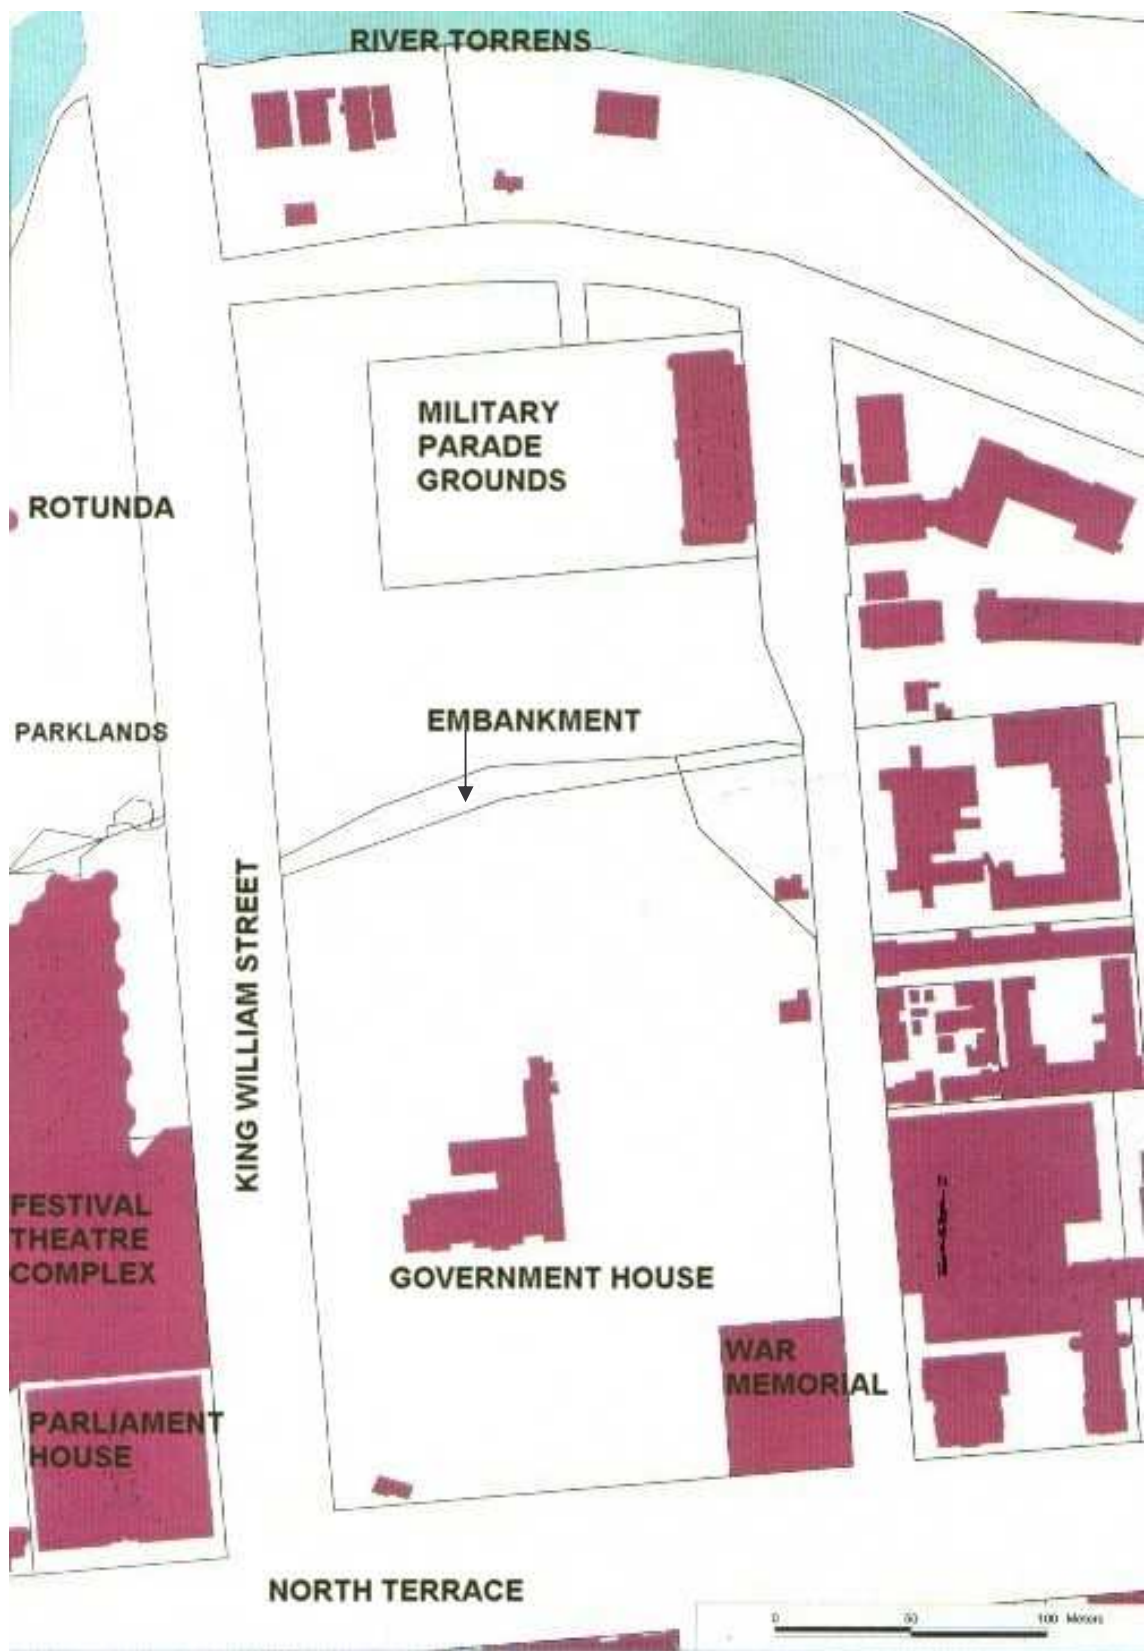 RIVER TORRENS
MILITARY
PARADE
GROUNDS
ROTUNDA
EMBANKMENT
PARKLANDS
KING WILLIAM STREET
FESTIVAL
THEATRE
COMPLEX
GOVERNMENT HOUSE
WAR
MEMORIAL
PARLIAMENT
HOUSE
NORTH TERRACE
0 50 100 Meters